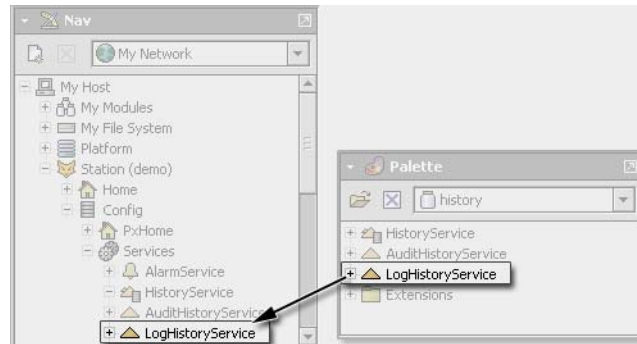 Nav
My Network
My Host
My Modules
My File System
Platform
Station (demo)
Home
Config
PxHome
Services
AlarmService
HistoryService
AuditHistoryService
LogHistoryService
Palette
history
HistoryService
AuditHistoryService
LogHistoryService
Extensions